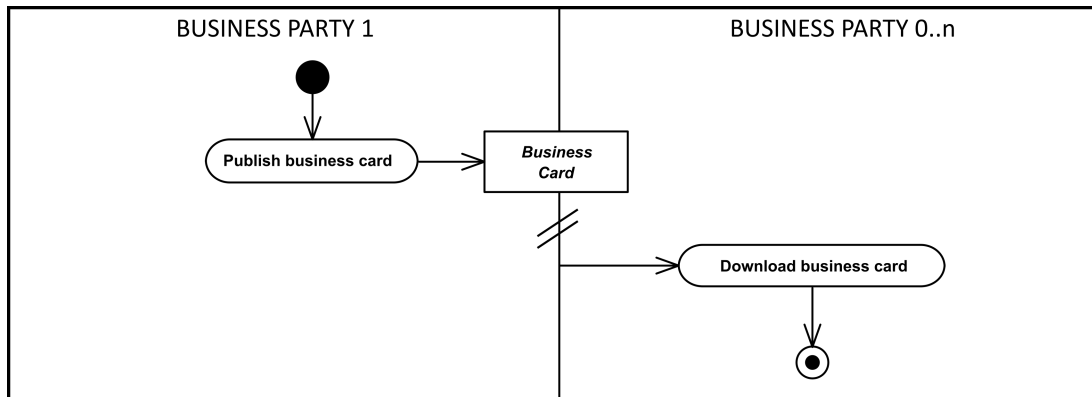 BUSINESS PARTY 1
BUSINESS PARTY 0..n
Publish business card
Business
Card
Download business card